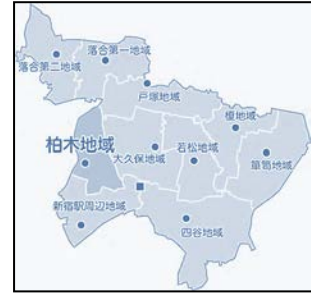 落合第一地域
落合第二地域
戸塚地域
榎地域
柏木地域
大久保地域
若松地域
箪笥地域
新宿駅周辺地域
四谷地域